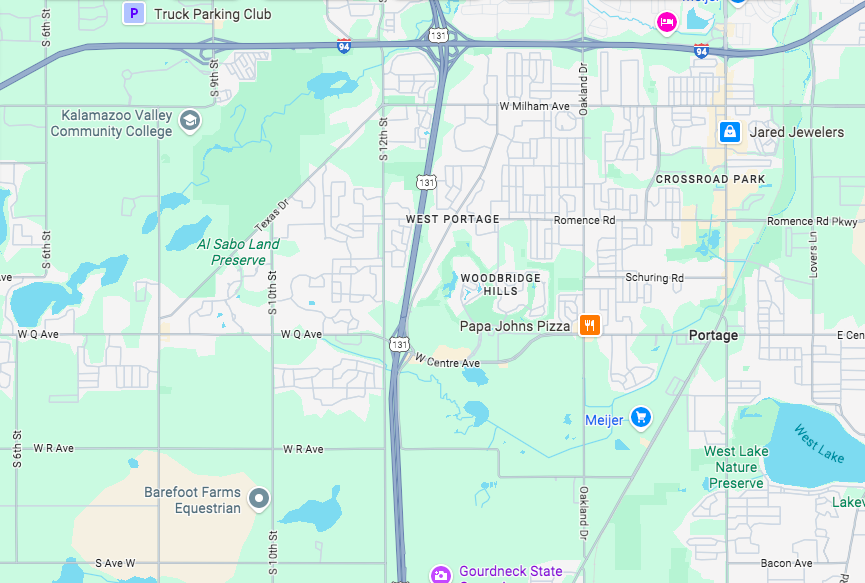 Meijer
P
Truck Parking Club
S 6th St
S 9th St
131
94
94
W Milham Ave
Oakland Dr
Kalamazoo Valley
Community College
S 12th St
Jared Jewelers
131
CROSSROAD PARK
Texas Dr
WEST PORTAGE
Romence Rd
Romence Rd Pkwy
Al Sabo Land
Preserve
S 6th St
Lovers Ln
WOODBRIDGE
HILLS
Schuring Rd
S 10th St
Papa Johns Pizza
W Q Ave
W Q Ave
131
Portage
E Cen
W Centre Ave
Meijer
West Lake
S 6th St
W R Ave
W R Ave
West Lake
Nature
Preserve
Barefoot Farms
Equestrian
Oakland Dr
Lakev
S 10th St
S Ave W
Bacon Ave
Gourdneck State